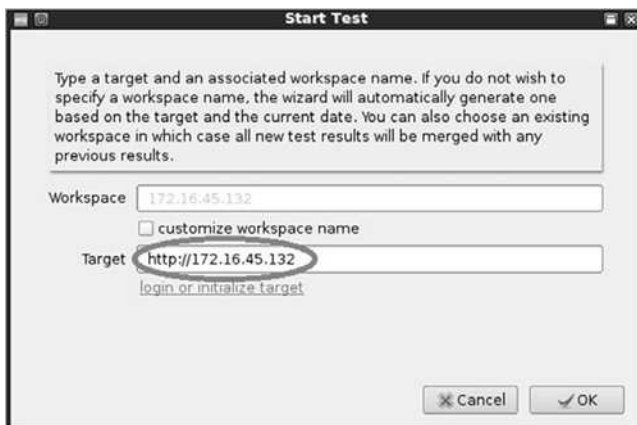 Start Test
Type a target and an associated workspace name. If you do not wish to
specify a workspace name, the wizard will automatically generate one
based on the target and the current date. You can also choose an existing
workspace in which case all new test results will be merged with any
previous results.
Workspace 172.16.45.132
customize workspace name
Target http://172.16.45.132
login or initialize target
Cancel OK